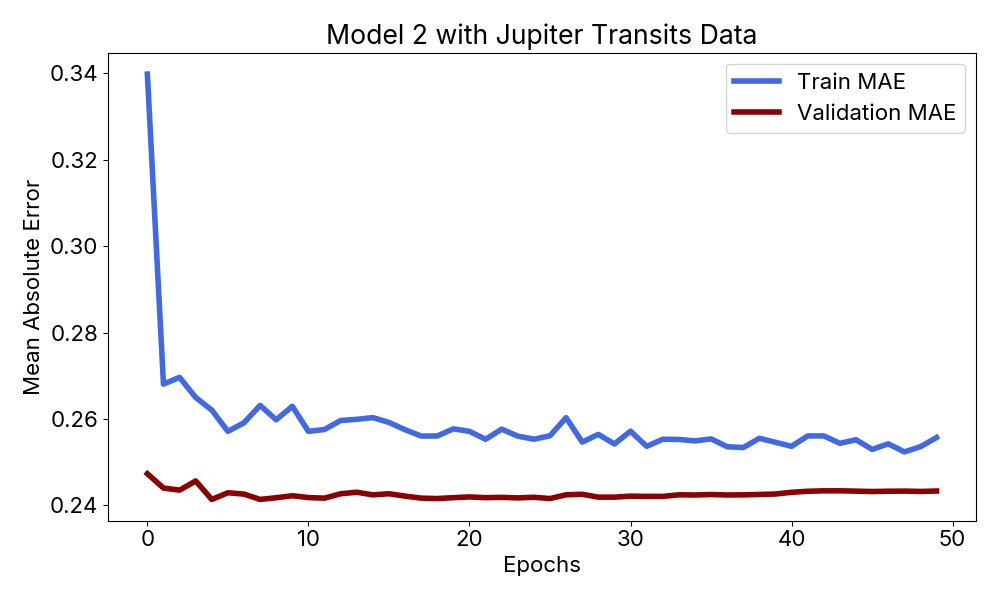 Model 2 with Jupiter Transits Data
Train MAE
Validation MAE
Mean Absolute Error
0.34
0.32
0.30
0.28
0.26
0.24
0
10
20
30
40
50
Epochs